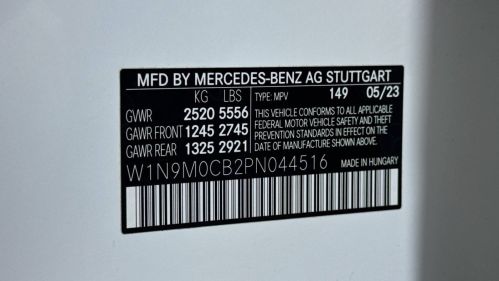 MFD BY MERCEDES-BENZ AG STUTTGART
KG LBS TYPE: MPV 149 05/23
GVWR 2520 5556 THIS VEHICLE CONFORMS TO ALL APPLICABLE
FEDERAL MOTOR VEHICLE SAFETY AND THEFT
GAWR FRONT 1245 2745 PREVENTION STANDARDS IN EFFECT ON THE
GAWR REAR 1325 2921 DATE OF MANUFACTURE SHOWN ABOVE.
W1N9M0CB2PN044516 MADE IN HUNGARY